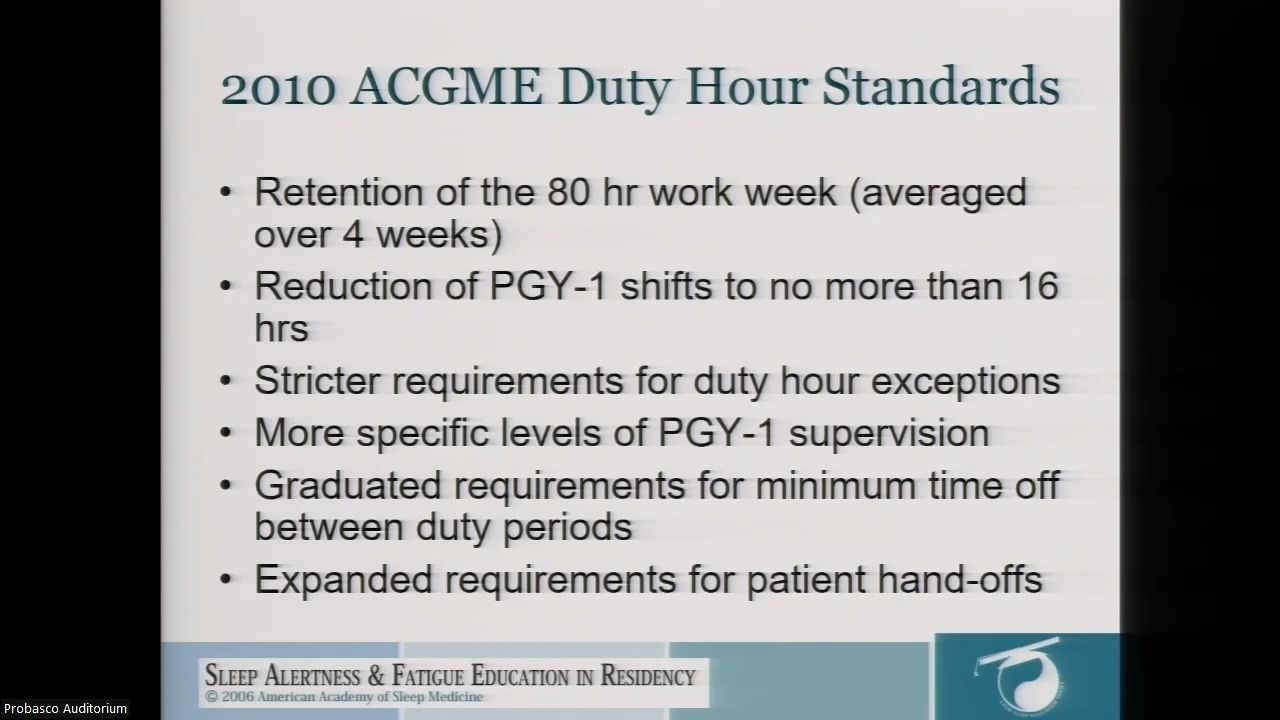 2010 ACGME Duty Hour Standards
• Retention of the 80 hr work week (averaged
over 4 weeks)
• Reduction of PGY-1 shifts to no more than 16
hrs
• Stricter requirements for duty hour exceptions
• More specific levels of PGY-1 supervision
• Graduated requirements for minimum time off
between duty periods
• Expanded requirements for patient hand-offs
SLEEP ALERTNESS & FATIGUE EDUCATION IN RESIDENCY
© 2006 American Academy of Sleep Medicine
Probasco Auditorium